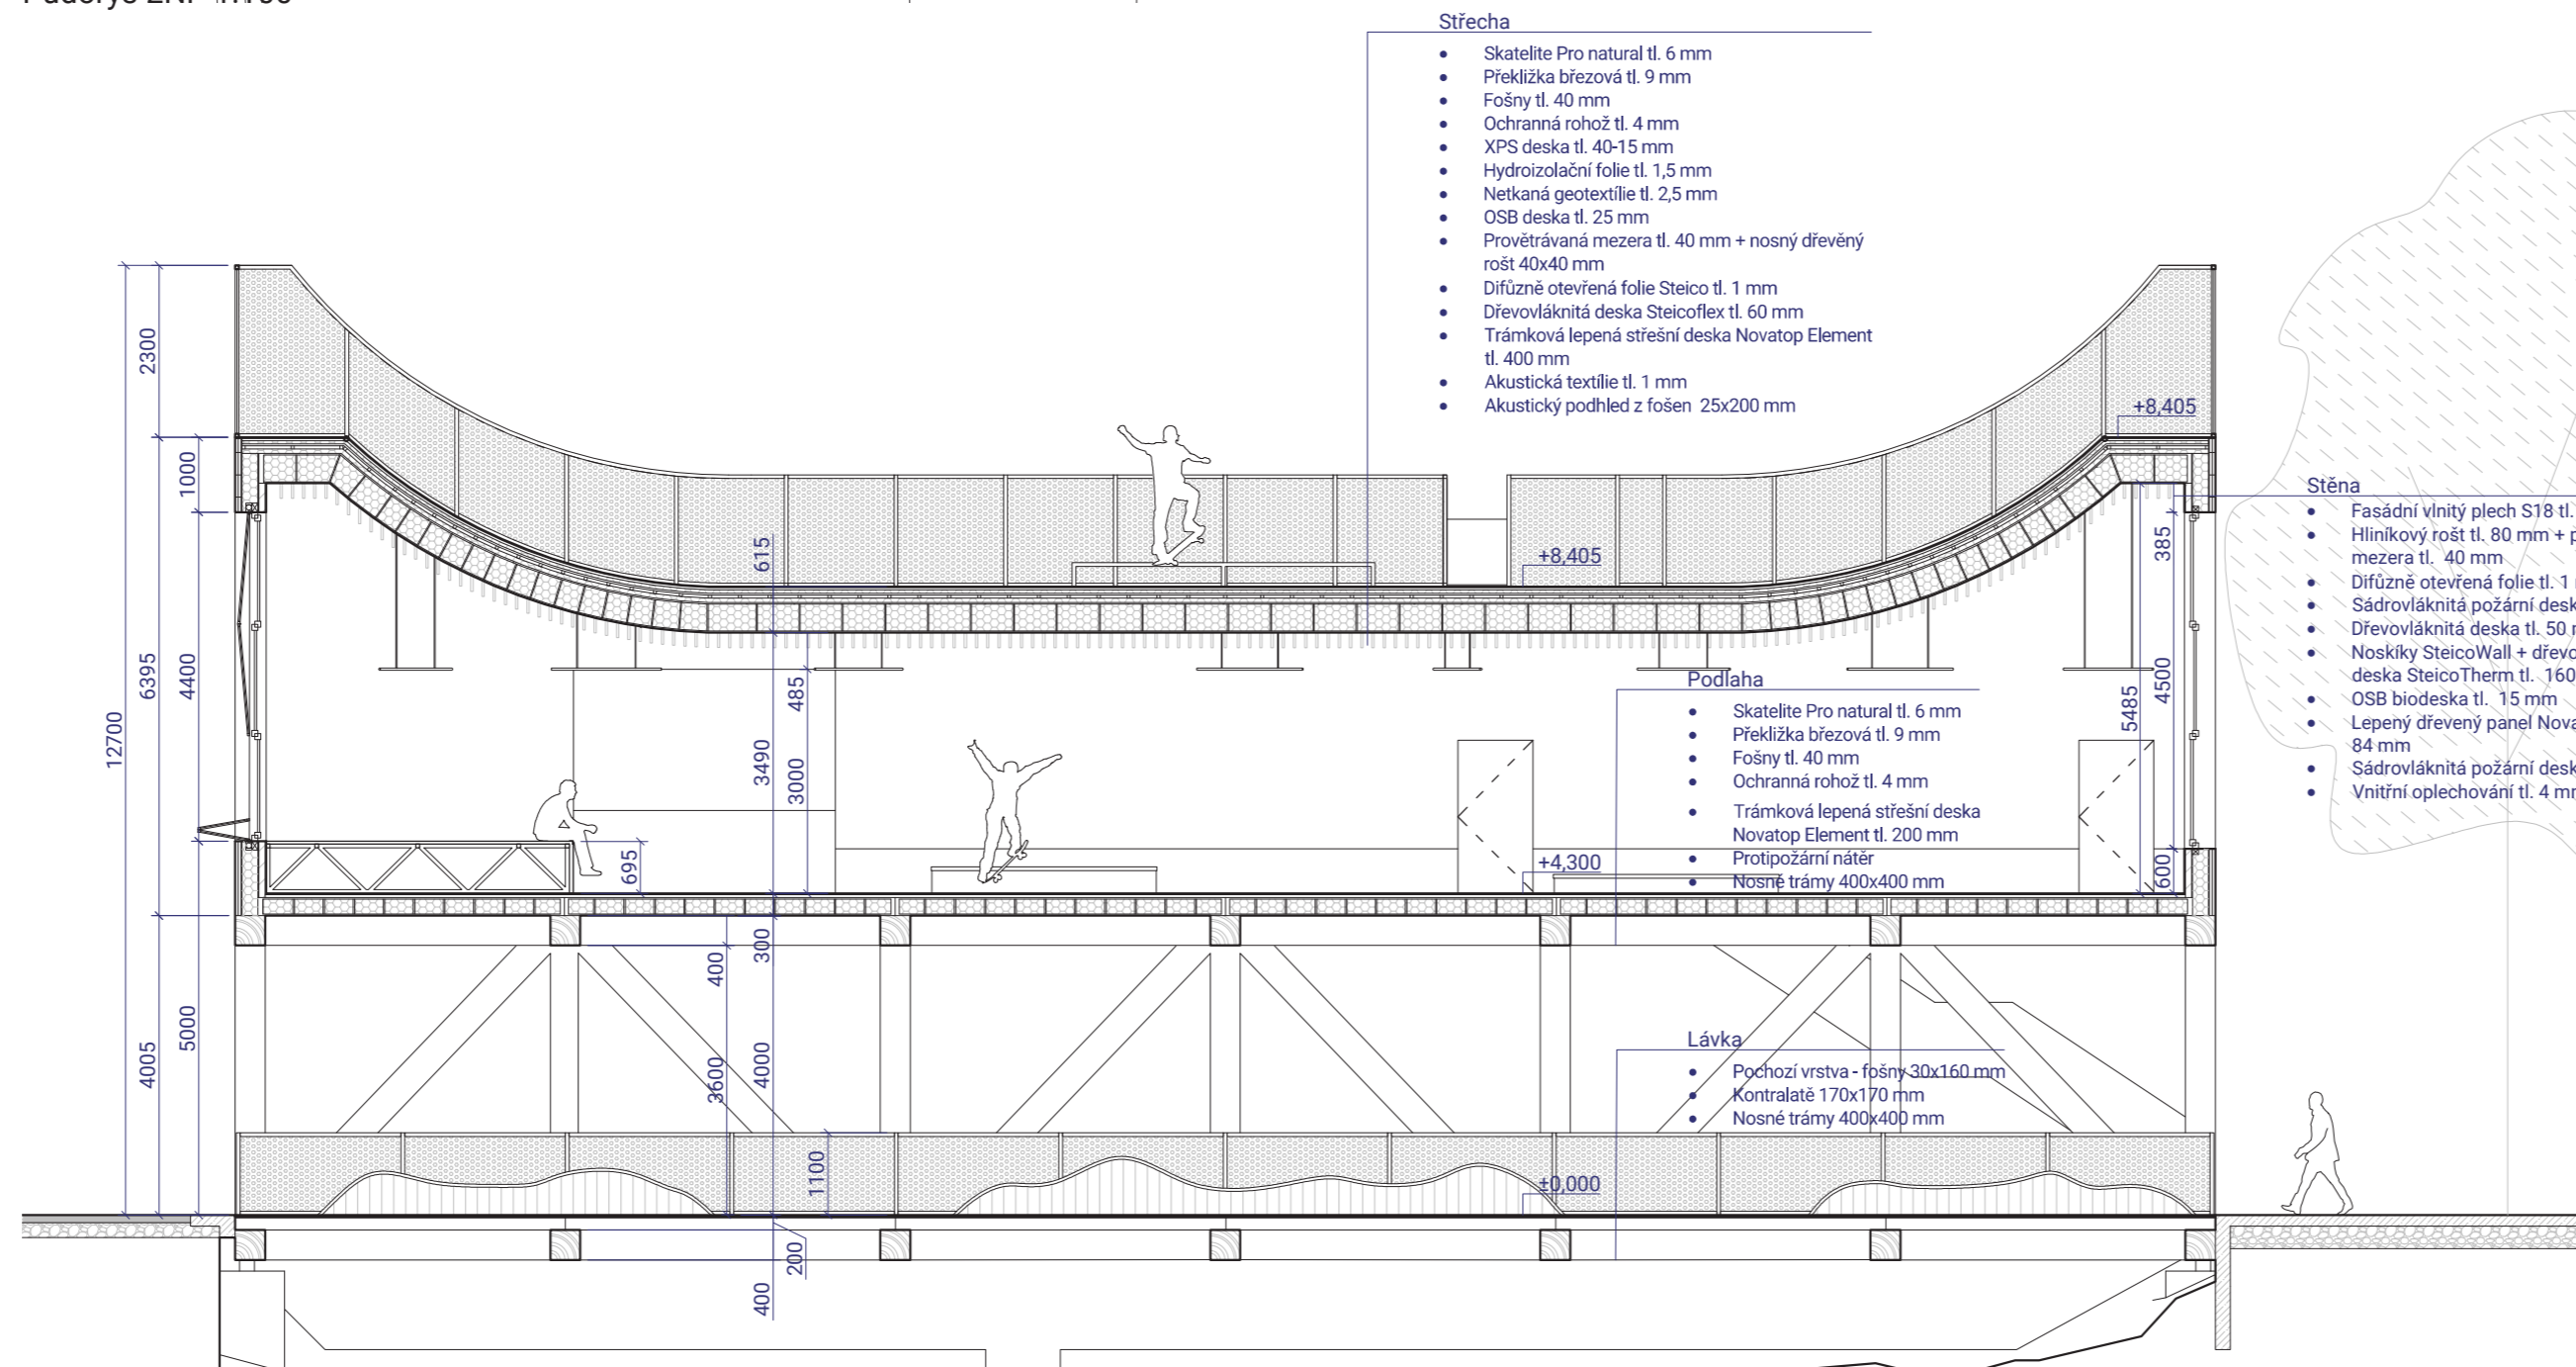 Střecha
• Skatelite Pro natural tl. 6 mm
• Překližka březová tl. 9 mm
• Fošny tl. 40 mm
• Ochranná rohož tl. 4 mm
• XPS deska tl. 40-15 mm
• Hydroizolační folie tl. 1,5 mm
• Netkaná geotextílie tl. 2,5 mm
• OSB deska tl. 25 mm
• Provětrávaná mezera tl. 40 mm + nosný dřevěný
rošt 40x40 mm
• Difůzně otevřená folie Steico tl. 1 mm
• Dřevovláknitá deska Steicoflex tl. 60 mm
• Trámková lepená střešní deska Novatop Element
tl. 400 mm
• Akustická textílie tl. 1 mm
• Akustický podhled z fošen 25x200 mm
Stěna
• Fasádní vlnitý plech S18 tl.
• Hliníkový rošt tl. 80 mm +
mezera tl. 40 mm
• Difůzně otevřená folie tl. 1
• Sádrovláknitá požární
• Dřevovláknitá deska tl. 50
• Noskíky SteicoWall +
deska SteicoTherm tl. 160
• OSB biodeska tl. 15 mm
• Lepený dřevený panel
84 mm
• Sádrovláknitá požární
• Vnitřní oplechování tl. 4
Podlaha
• Skatelite Pro natural tl. 6 mm
• Překližka březová tl. 9 mm
• Fošny tl. 40 mm
• Ochranná rohož tl. 4 mm
• Trámková lepená střešní deska
Novatop Element tl. 200 mm
• Protipožární nátěr
• Nosné trámy 400x400 mm
Lávka
• Pochozí vrstva - fošny 30x160 mm
• Kontralatě 170x170 mm
• Nosné trámy 400x400 mm
+8,405
+8,405
+4,300
±0,000
12700
2300
6395
4005
1000
4400
5000
695
400
3600
615
3490
300
4000
400
485
3000
200
1100
5485
385
4500
600